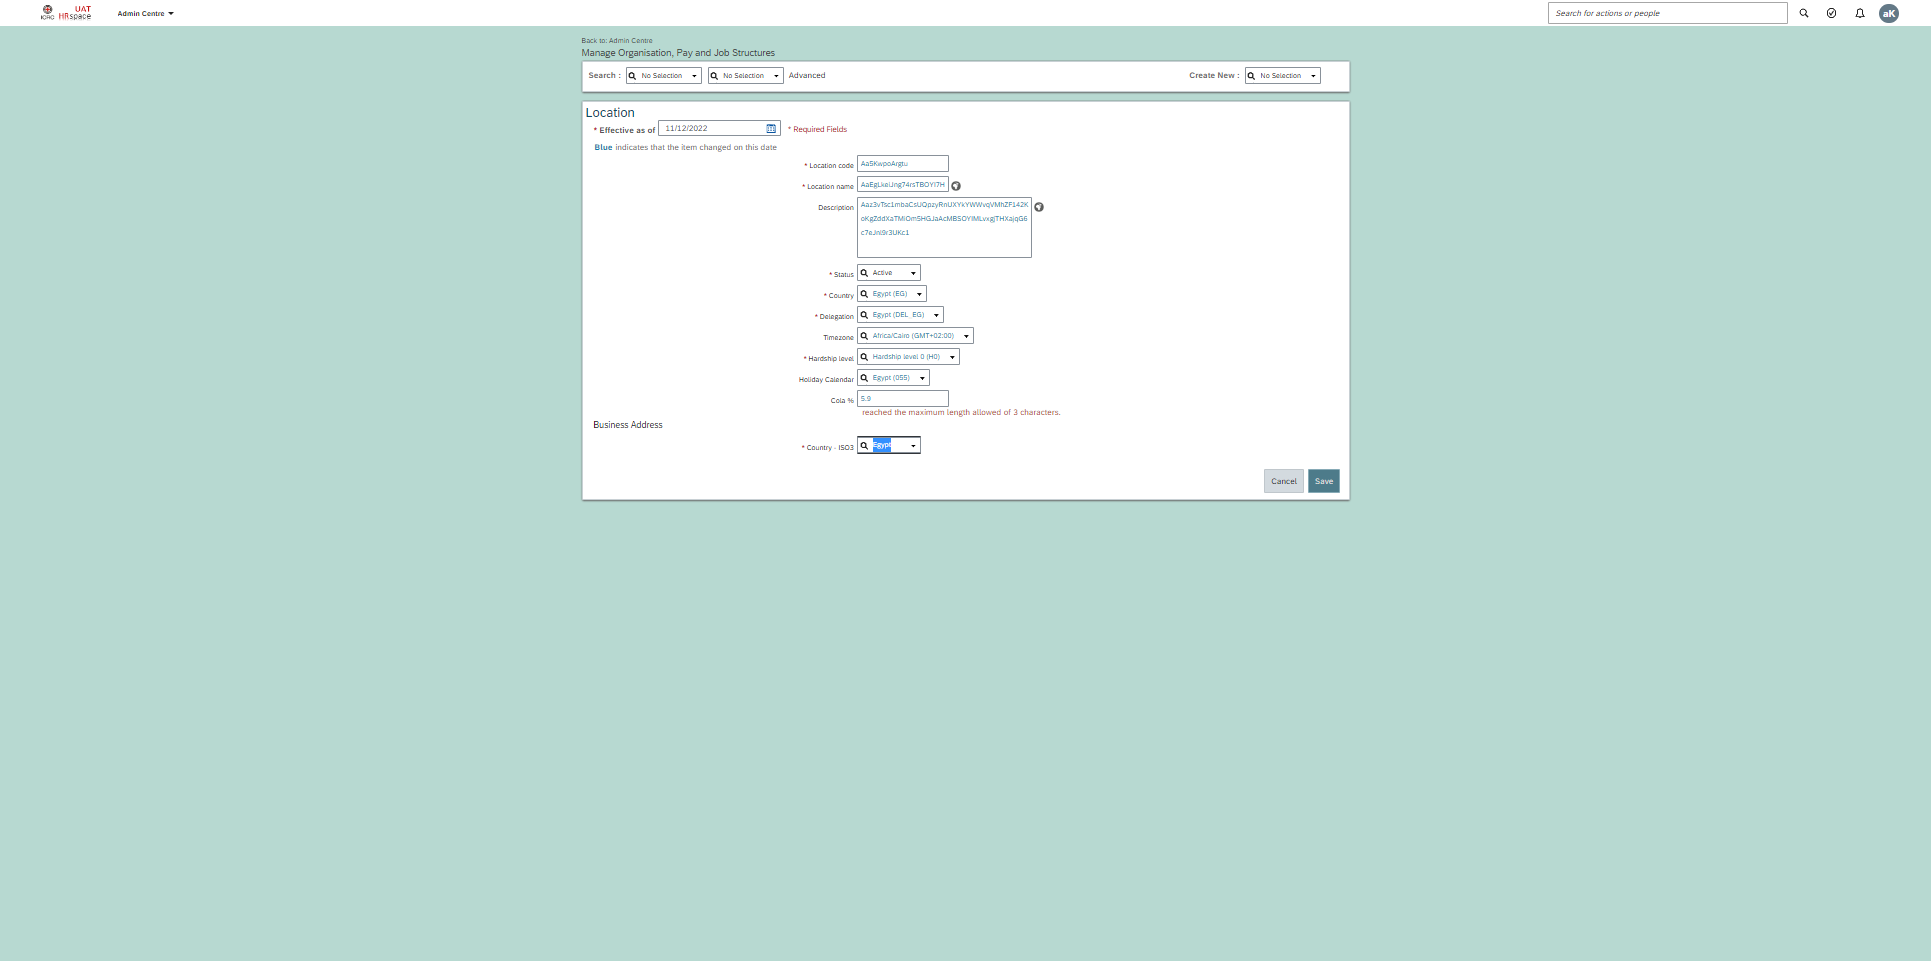 ICRC
UAT
HRspace
Admin Centre
Search for actions or people
aK
Back to: Admin Centre
Manage Organisation, Pay and Job Structures
Search : No Selection No Selection Advanced
Create New : No Selection
Location
* Effective as of 11/12/2022 * Required Fields
Blue indicates that the item changed on this date
* Location code Aa5KwpoArgtu
* Location name
Description
* Status Active
* Country Egypt (EG)
* Delegation Egypt (DEL_EG)
Timezone Africa/Cairo (GMT+02:00)
* Hardship level Hardship level 0 (H0)
Holiday Calendar Egypt (055)
Cola % 5.9
reached the maximum length allowed of 3 characters.
Business Address
* Country - ISO3 Egypt
Cancel Save